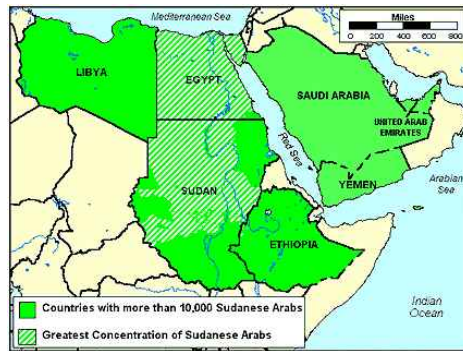 Mediterranean Sea
Miles
0 200 400 600 800
LIBYA
EGYPT
SAUDI ARABIA
UNITED ARAB
EMIRATES
Red Sea
SUDAN
YEMEN
Arabian
Sea
ETHIOPIA
Indian
Ocean
Countries with more than 10,000 Sudanese Arabs
Greatest Concentration of Sudanese Arabs